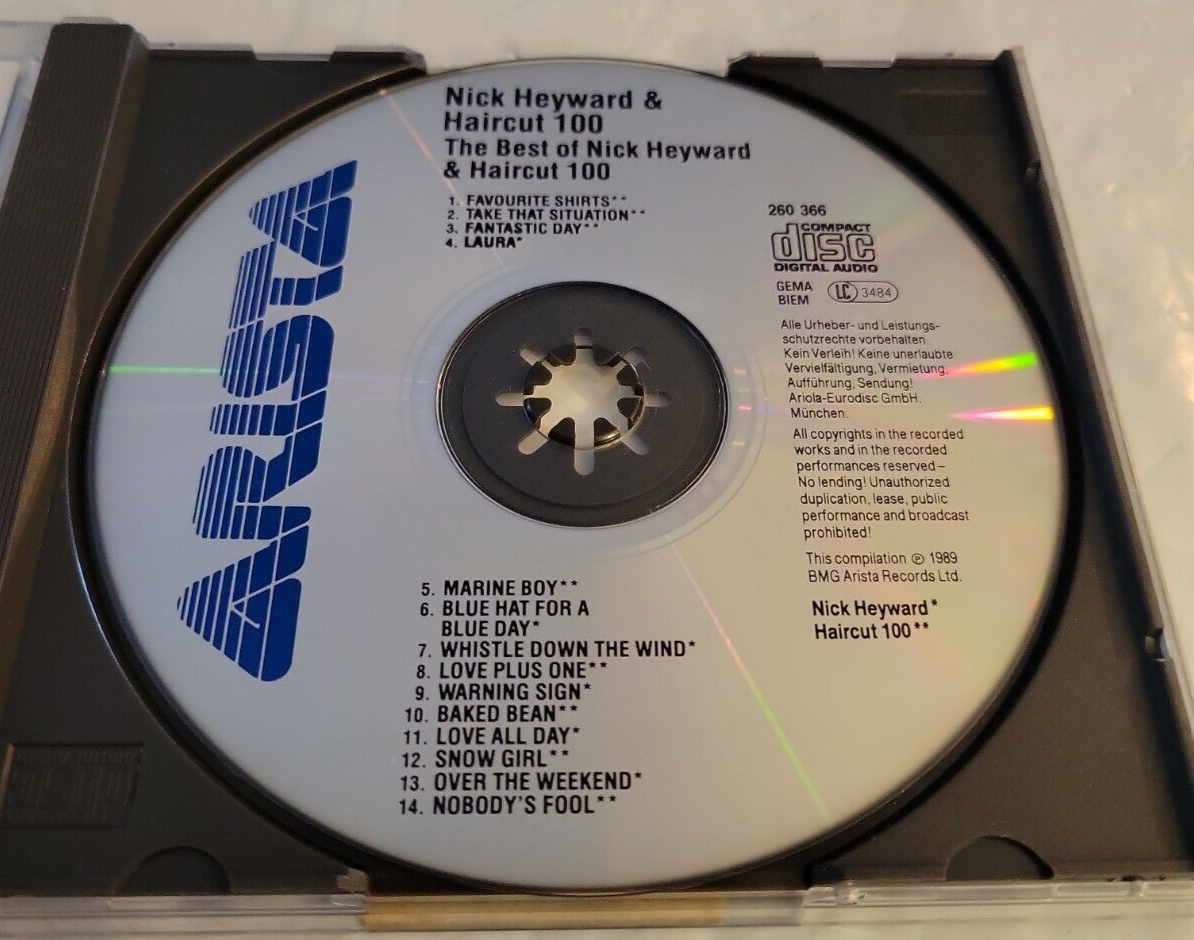 Nick Heyward &
Haircut 100
The Best of Nick Heyward
& Haircut 100
1. FAVOURITE SHIRTS**
2. TAKE THAT SITUATION**
3. FANTASTIC DAY**
4. LAURA*
ARISTA
260 366
COMPACT
disc
DIGITAL AUDIO
GEMA
BIEM
LC 3484
Alle Urheber- und Leistungs-
schutzrechte vorbehalten
Kein Verleih! Keine unerlaubte
Vervielfältigung, Vermietung,
Aufführung, Sendung!
Ariola-Eurodisc GmbH.
München.
All copyrights in the recorded
works and in the recorded
performances reserved –
No lending! Unauthorized
duplication, lease, public
performance and broadcast
prohibited!
This compilation ℗ 1989
BMG Arista Records Ltd.
Nick Heyward*
Haircut 100**
5. MARINE BOY**
6. BLUE HAT FOR A
BLUE DAY*
7. WHISTLE DOWN THE WIND*
8. LOVE PLUS ONE**
9. WARNING SIGN*
10. BAKED BEAN**
11. LOVE ALL DAY*
12. SNOW GIRL**
13. OVER THE WEEKEND*
14. NOBODY'S FOOL**